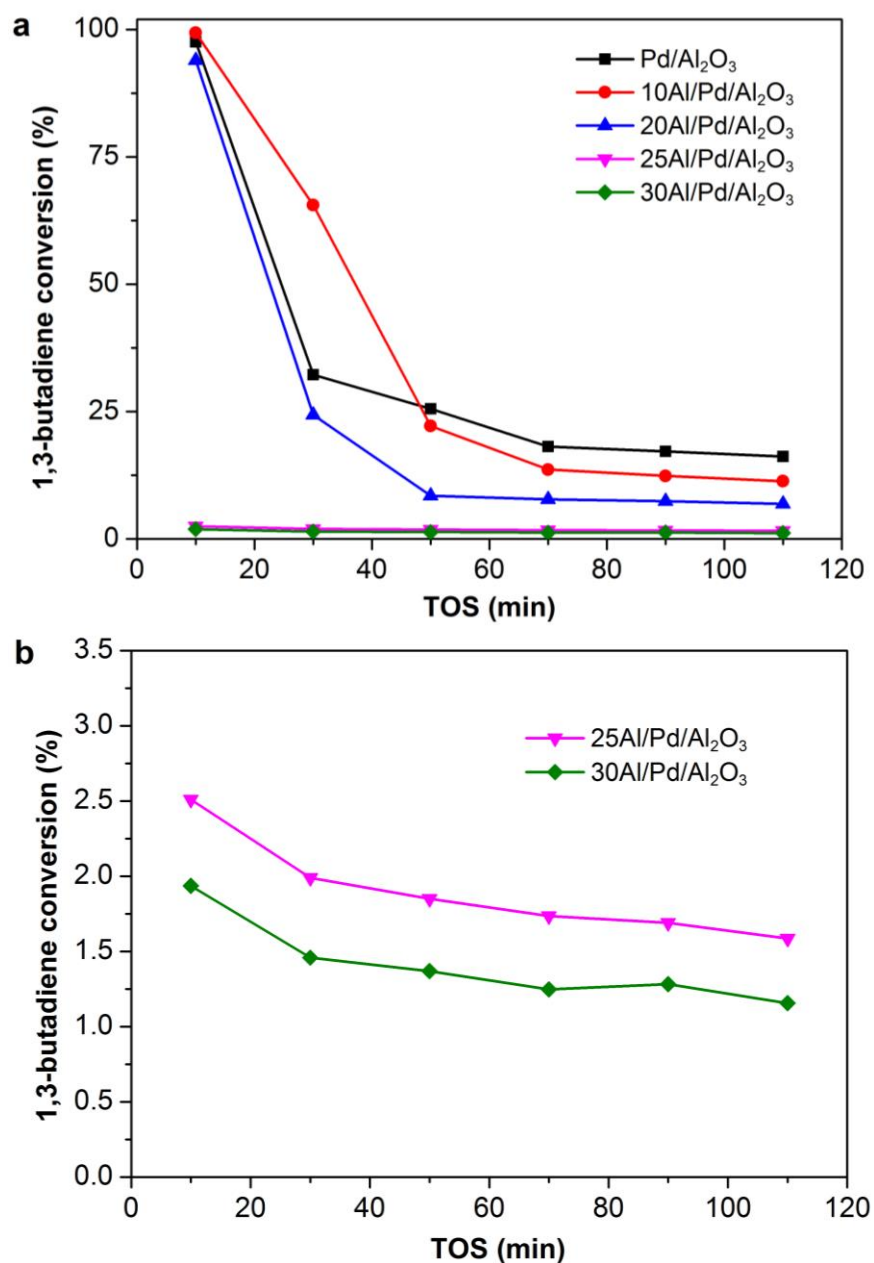 a
100
75
50
25
0
1,3-butadiene conversion (%)
Pd/Al₂O₃
10Al/Pd/Al₂O₃
20Al/Pd/Al₂O₃
25Al/Pd/Al₂O₃
30Al/Pd/Al₂O₃
0 20 40 60 80 100 120
TOS (min)
b
3.5
3.0
2.5
2.0
1.5
1.0
0.5
0.0
1,3-butadiene conversion (%)
25Al/Pd/Al₂O₃
30Al/Pd/Al₂O₃
0 20 40 60 80 100 120
TOS (min)